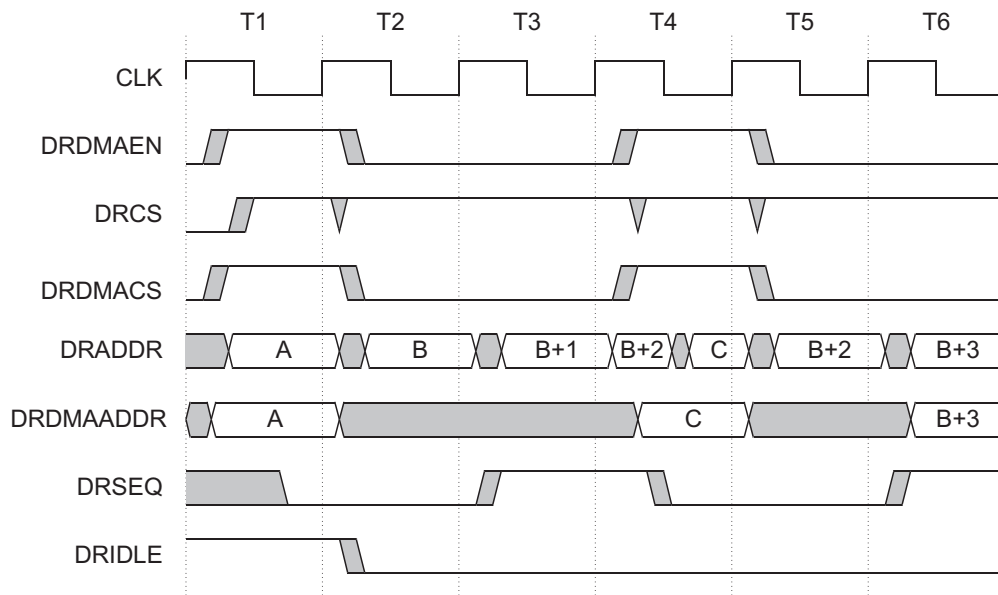 T1 T2 T3 T4 T5 T6
CLK
DRDMAEN
DRCS
DRDMACS
DRADDR A B B+1 B+2 C B+2 B+3
DRDMAADDR A C B+3
DRSEQ
DRIDLE